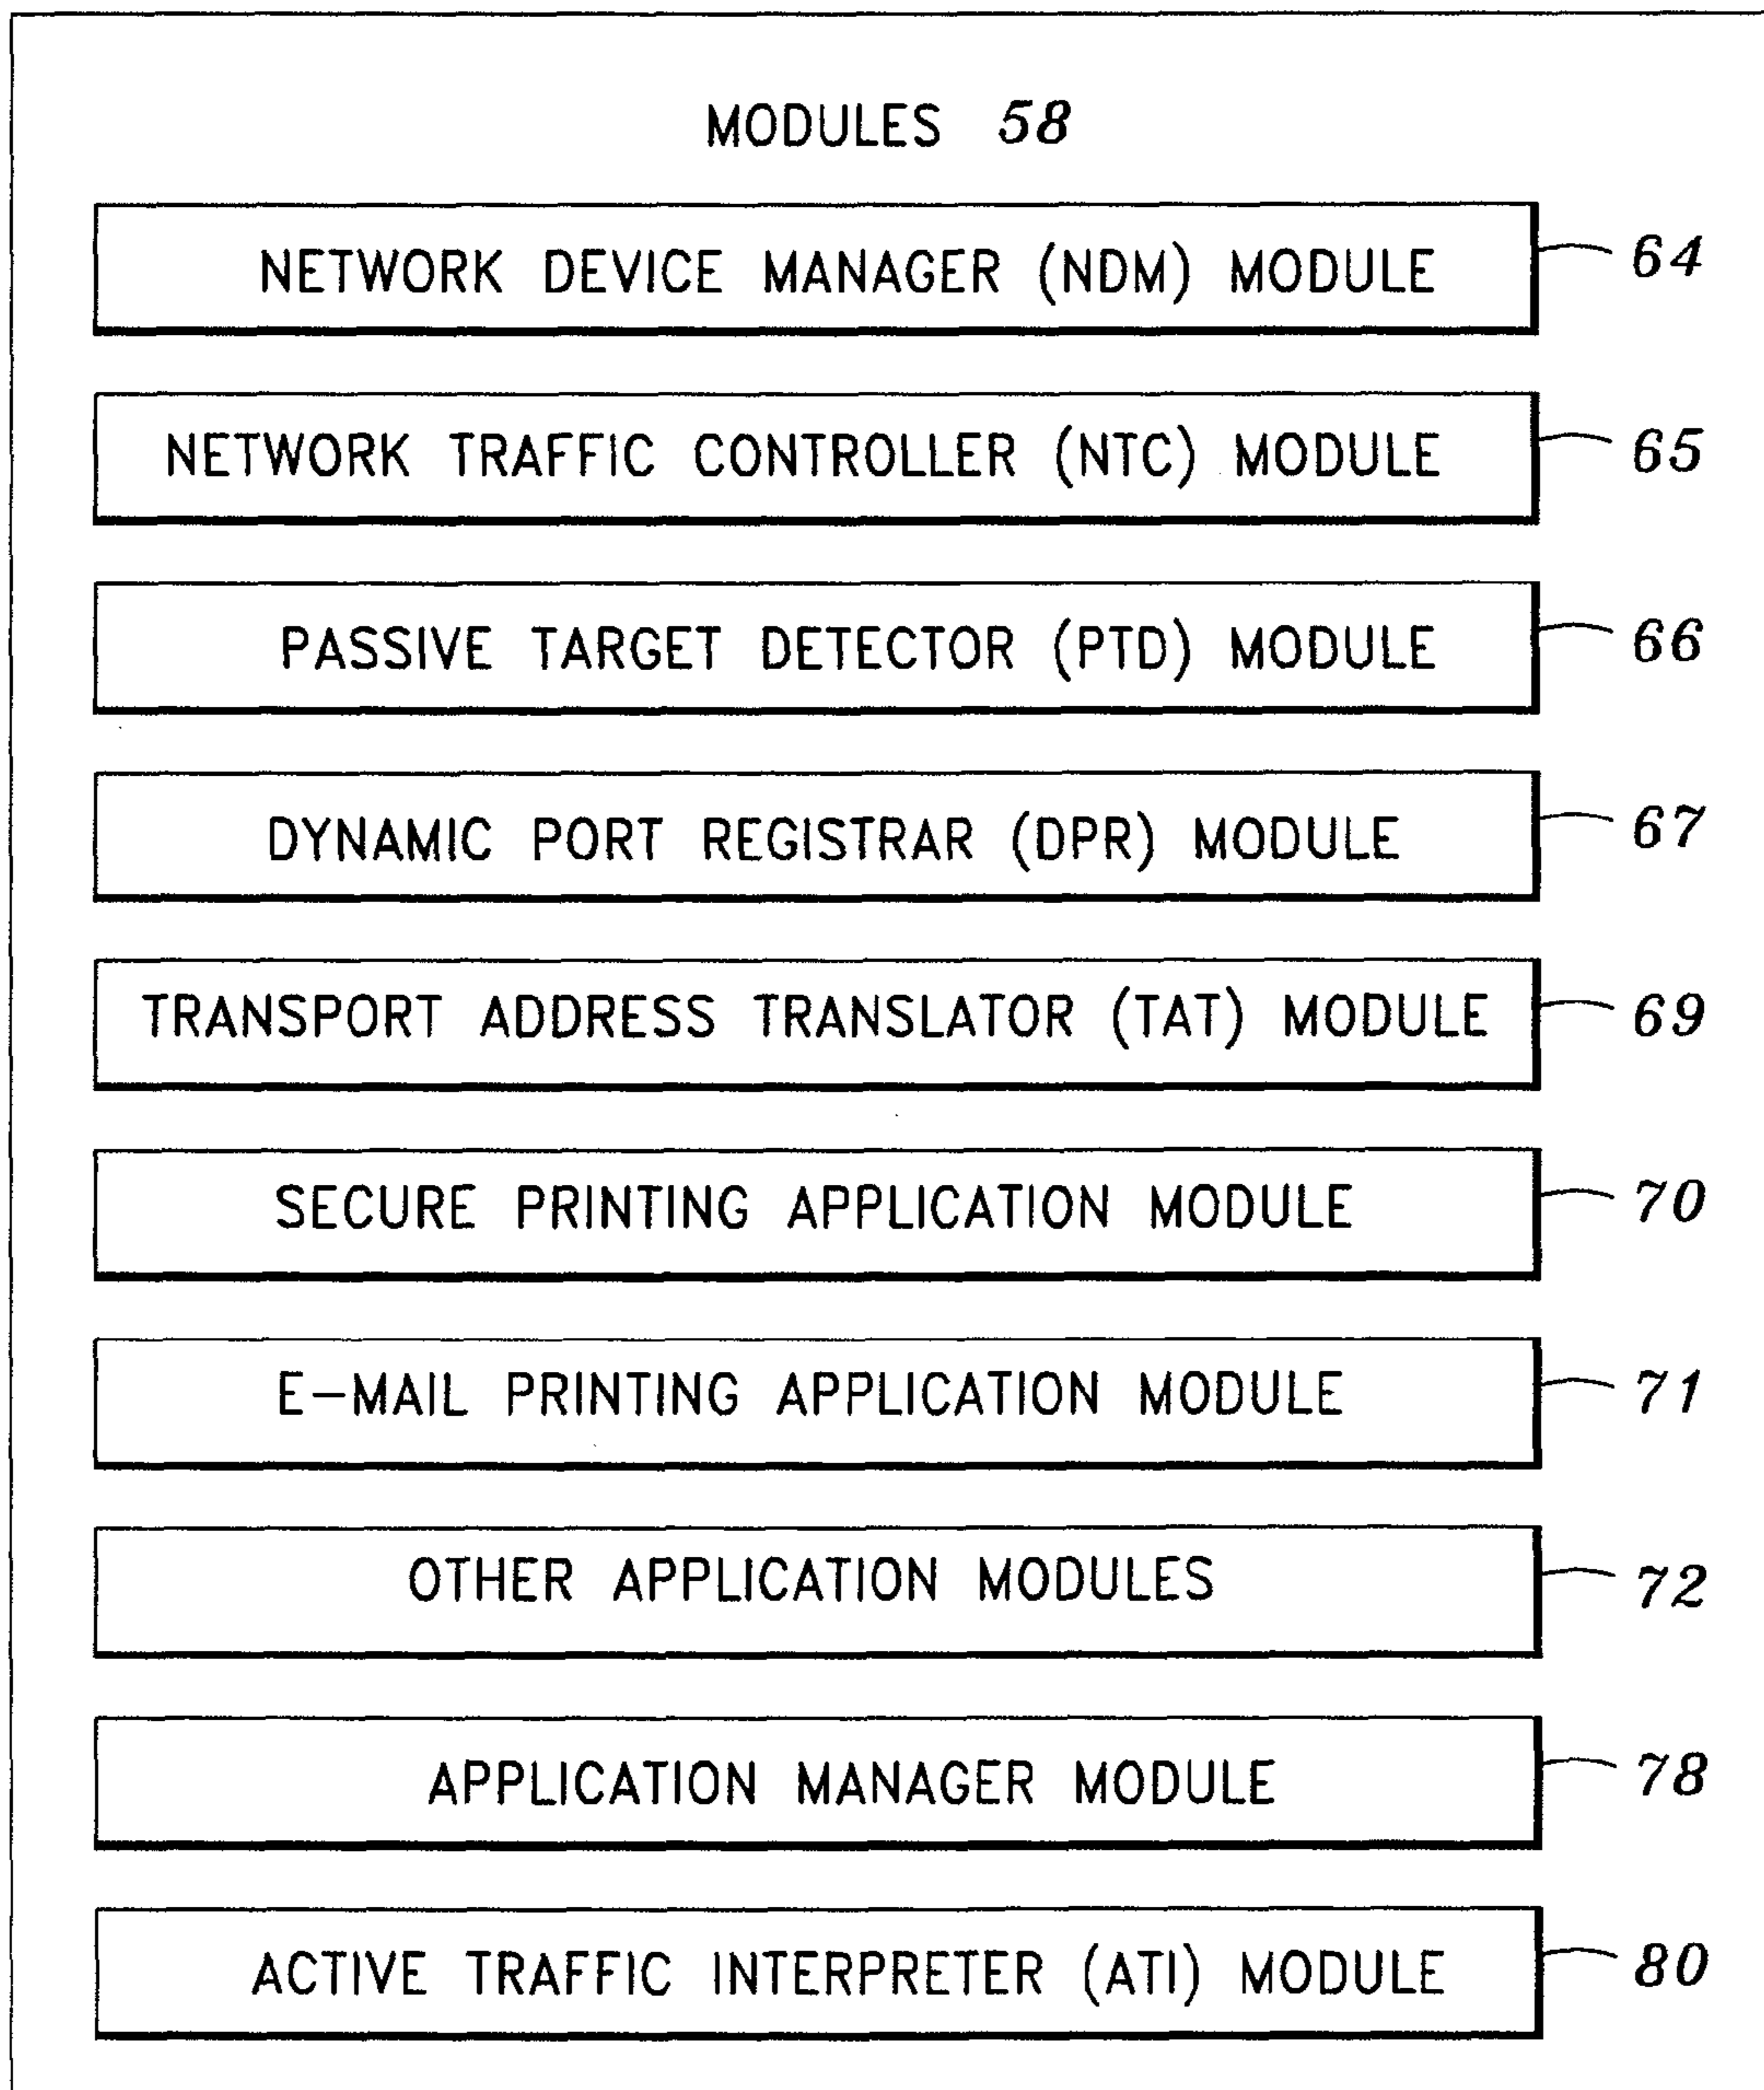 MODULES 58
NETWORK DEVICE MANAGER (NDM) MODULE 64
NETWORK TRAFFIC CONTROLLER (NTC) MODULE 65
PASSIVE TARGET DETECTOR (PTD) MODULE 66
DYNAMIC PORT REGISTRAR (DPR) MODULE 67
TRANSPORT ADDRESS TRANSLATOR (TAT) MODULE 69
SECURE PRINTING APPLICATION MODULE 70
E-MAIL PRINTING APPLICATION MODULE 71
OTHER APPLICATION MODULES 72
APPLICATION MANAGER MODULE 78
ACTIVE TRAFFIC INTERPRETER (ATI) MODULE 80